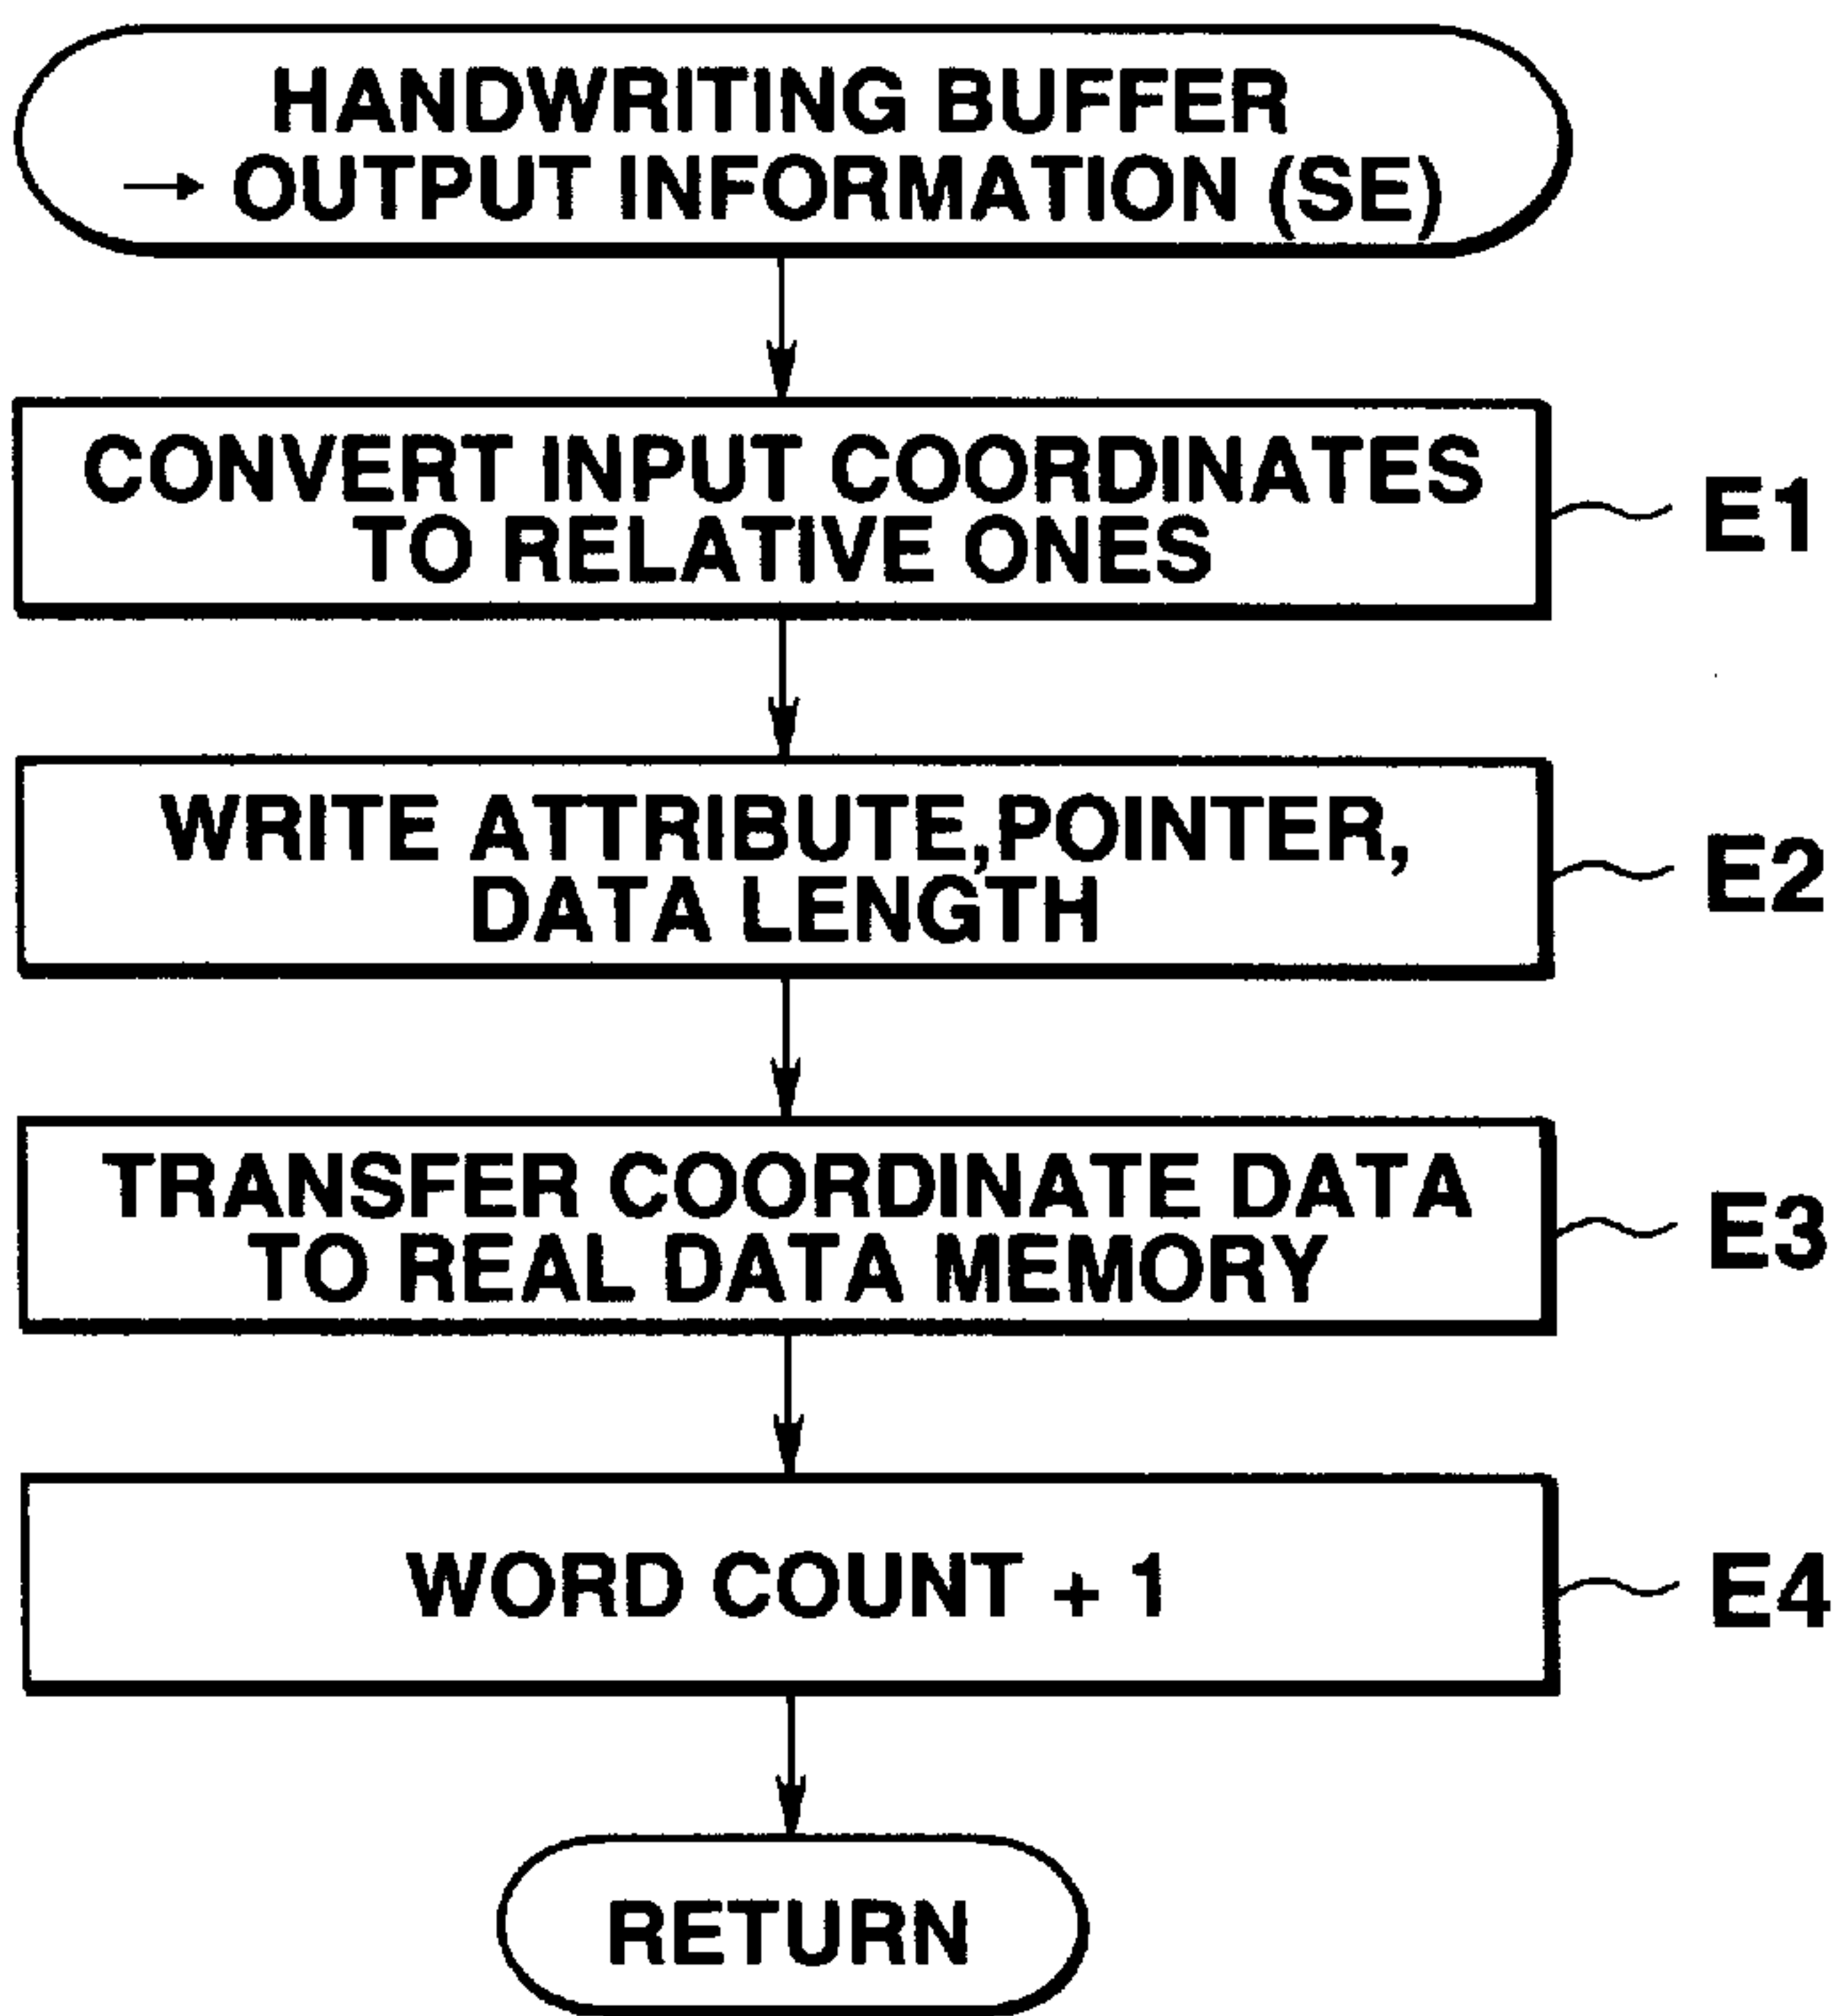 HANDWRITING BUFFER
→ OUTPUT INFORMATION (SE)
CONVERT INPUT COORDINATES
TO RELATIVE ONES
E1
WRITE ATTRIBUTE,POINTER,
DATA LENGTH
E2
TRANSFER COORDINATE DATA
TO REAL DATA MEMORY
E3
WORD COUNT + 1
E4
RETURN